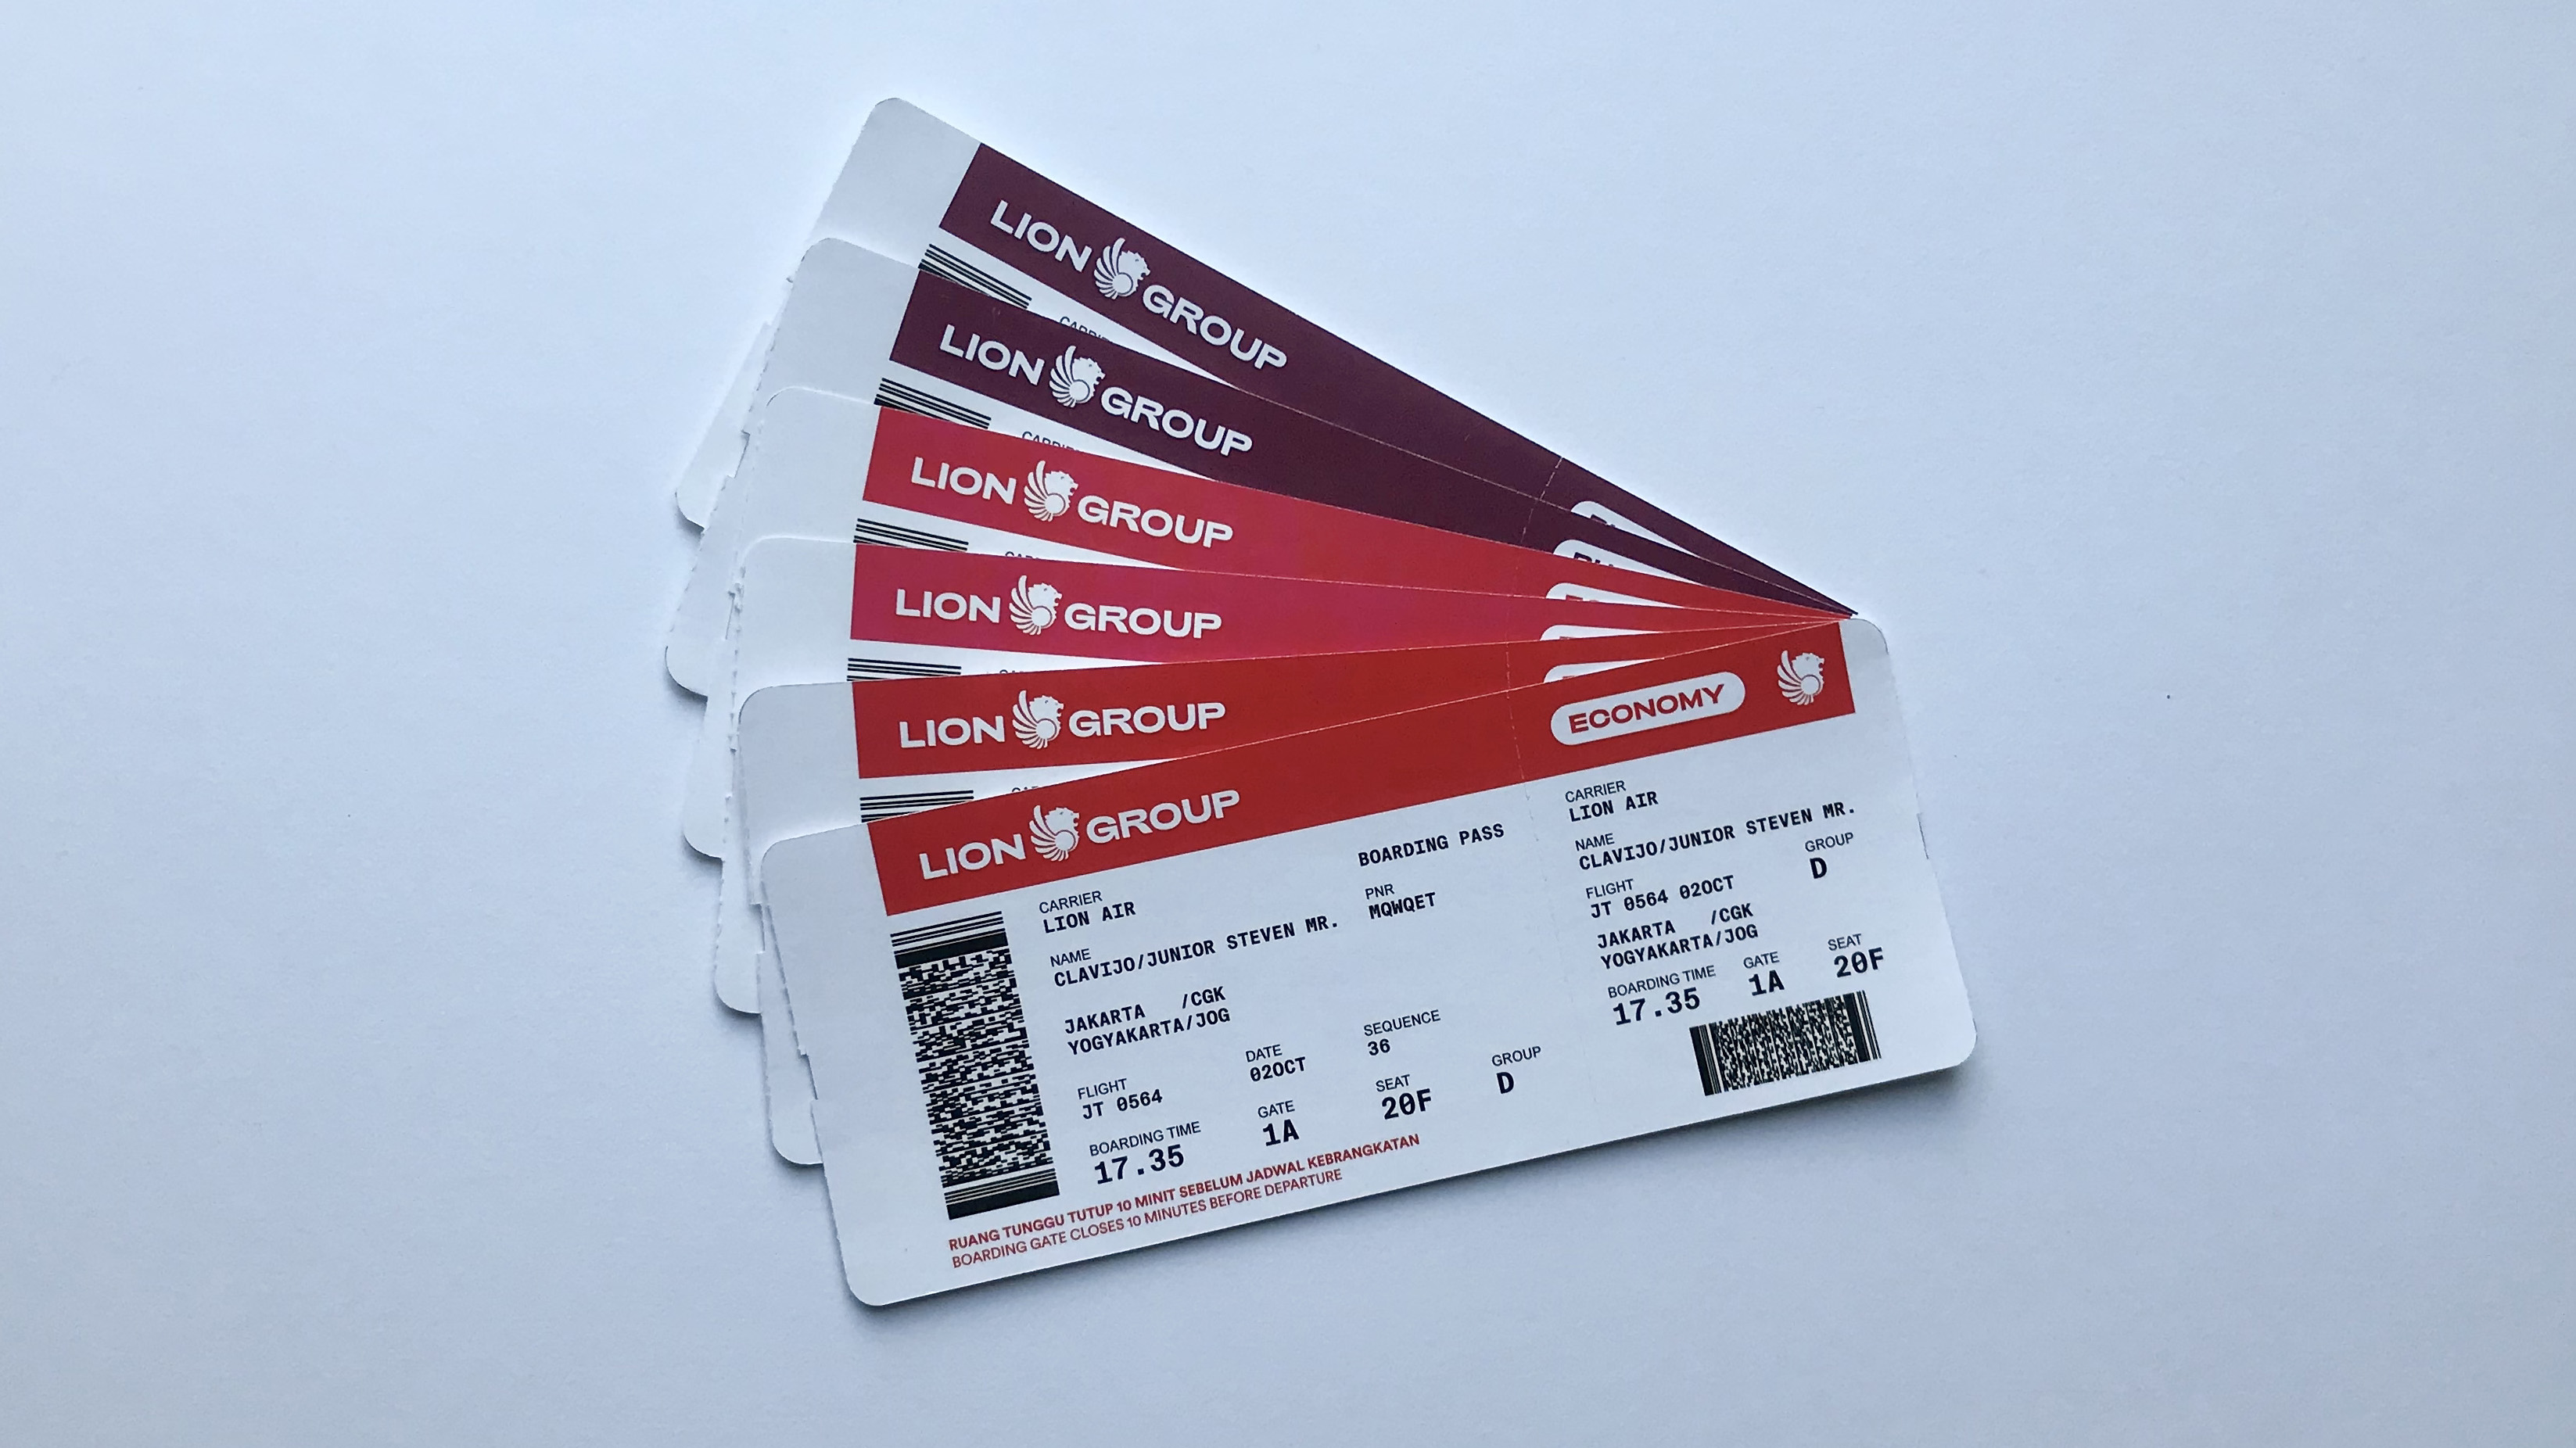 LION GROUP
LION GROUP
LION GROUP
LION GROUP
LION GROUP
LION GROUP
ECONOMY
BOARDING PASS
CARRIER
LION AIR
PNR
MQWQET
NAME
CLAVIJO/JUNIOR STEVEN MR.
JAKARTA /CGK
YOGYAKARTA/JOG
FLIGHT
JT 0564
DATE
02OCT
SEQUENCE
36
BOARDING TIME
17.35
GATE
1A
SEAT
20F
GROUP
D
RUANG TUNGGU TUTUP 10 MINIT SEBELUM JADWAL KEBRANGKATAN
BOARDING GATE CLOSES 10 MINUTES BEFORE DEPARTURE
CARRIER
LION AIR
NAME
CLAVIJO/JUNIOR STEVEN MR.
FLIGHT
JT 0564 02OCT
GROUP
D
JAKARTA /CGK
YOGYAKARTA/JOG
BOARDING TIME
17.35
GATE
1A
SEAT
20F